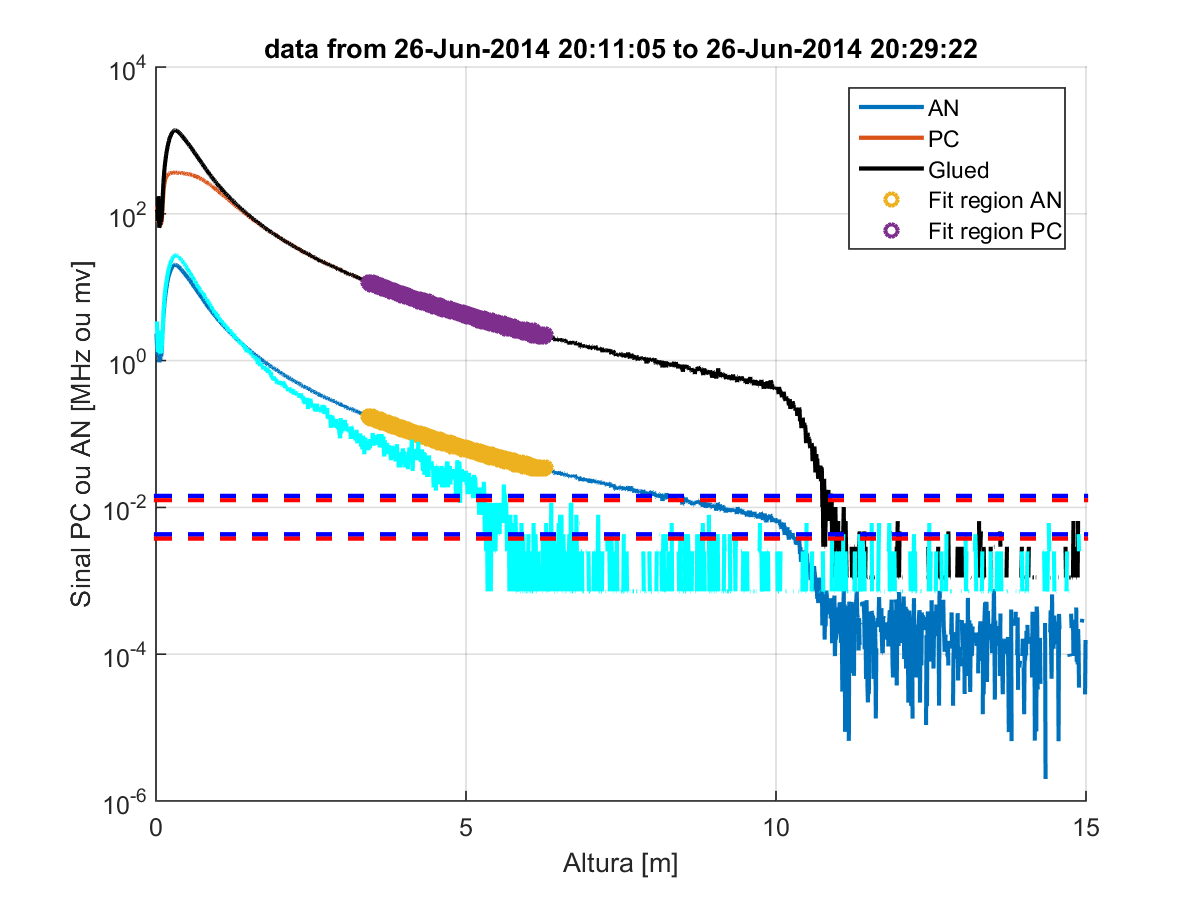 data from 26-Jun-2014 20:11:05 to 26-Jun-2014 20:29:22
Sinal PC ou AN [MHz ou mv]
10^4
10^2
10^0
10^-2
10^-4
10^-6
AN
PC
Glued
Fit region AN
Fit region PC
0 5 10 15
Altura [m]